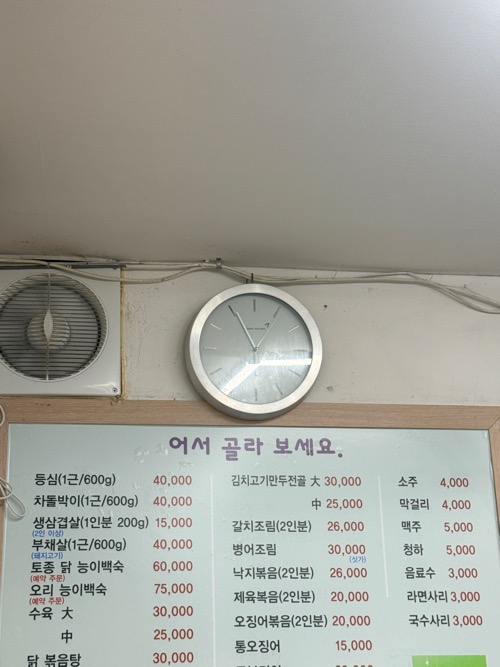 어서 골라 보세요.
등심(1근/600g) 40,000
차돌박이(1근/600g) 40,000
생삼겹살(1인분 200g) 15,000
(2인 이상)
부채살(1근/600g) 40,000
(돼지고기)
토종 닭 능이백숙 60,000
(예약 주문)
오리 능이백숙 75,000
(예약 주문)
수육 大 30,000
中 25,000
닭 볶음탕 30,000
김치고기만두전골 大 30,000
中 25,000
갈치조림(2인분) 26,000
병어조림 30,000
(싯가)
낙지볶음(2인분) 26,000
제육볶음(2인분) 20,000
오징어볶음(2인분) 20,000
통오징어 15,000
소주 4,000
막걸리 4,000
맥주 5,000
청하 5,000
음료수 3,000
라면사리 3,000
국수사리 3,000